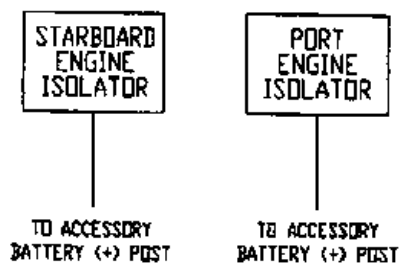 STARBOARD
ENGINE
ISOLATOR
PORT
ENGINE
ISOLATOR
TO ACCESSORY
BATTERY (+) POST
TO ACCESSORY
BATTERY (+) POST